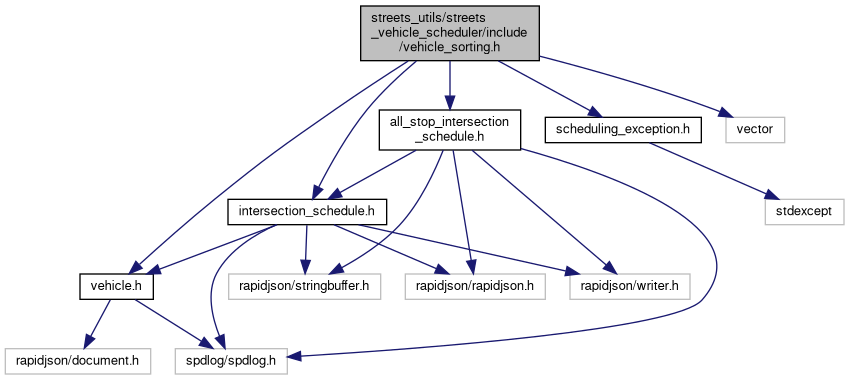 streets_utils/streets
_vehicle_scheduler/include
/vehicle_sorting.h
all_stop_intersection
_schedule.h
scheduling_exception.h
vector
intersection_schedule.h
stdexcept
vehicle.h
rapidjson/stringbuffer.h
rapidjson/rapidjson.h
rapidjson/writer.h
rapidjson/document.h
spdlog/spdlog.h